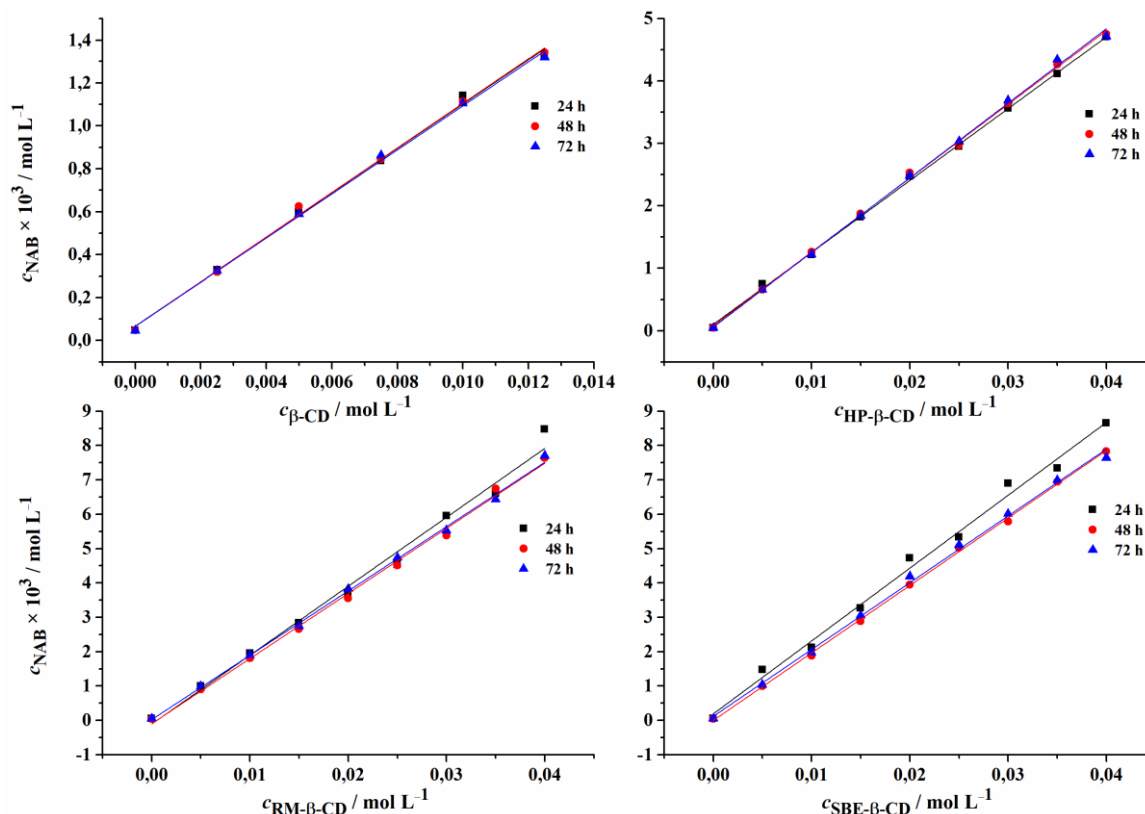 c_NAB × 10³ / mol L⁻¹
1,4
1,2
1,0
0,8
0,6
0,4
0,2
0,0
24 h
48 h
72 h
0,000 0,002 0,004 0,006 0,008 0,010 0,012 0,014
c_β-CD / mol L⁻¹
5
4
3
2
1
0
24 h
48 h
72 h
0,00 0,01 0,02 0,03 0,04
c_HP-β-CD / mol L⁻¹
c_NAB × 10³ / mol L⁻¹
9
8
7
6
5
4
3
2
1
0
-1
24 h
48 h
72 h
0,00 0,01 0,02 0,03 0,04
c_RM-β-CD / mol L⁻¹
9
8
7
6
5
4
3
2
1
0
-1
24 h
48 h
72 h
0,00 0,01 0,02 0,03 0,04
c_SBE-β-CD / mol L⁻¹